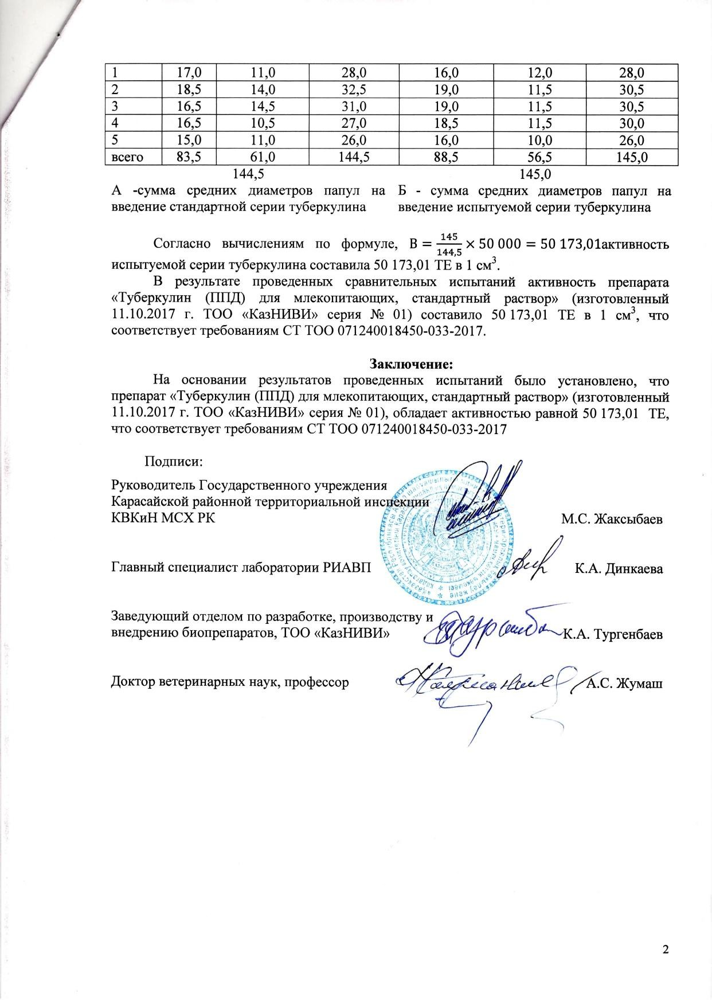 1 17,0 11,0 28,0 16,0 12,0 28,0
2 18,5 14,0 32,5 19,0 11,5 30,5
3 16,5 14,5 31,0 19,0 11,5 30,5
4 16,5 10,5 27,0 18,5 11,5 30,0
5 15,0 11,0 26,0 16,0 10,0 26,0
всего 83,5 61,0 144,5 88,5 56,5 145,0
144,5 145,0
А -сумма средних диаметров папул на
введение стандартной серии туберкулина
Б - сумма средних диаметров папул на
введение испытуемой серии туберкулина
Согласно вычислениям по формуле, В = 145/144,5 × 50 000 = 50 173,01активность
испытуемой серии туберкулина составила 50 173,01 ТЕ в 1 см³.
В результате проведенных сравнительных испытаний активность препарата
«Туберкулин (ППД) для млекопитающих, стандартный раствор» (изготовленный
11.10.2017 г. ТОО «КазНИВИ» серия № 01) составило 50 173,01 ТЕ в 1 см³, что
соответствует требованиям СТ ТОО 071240018450-033-2017.
Заключение:
На основании результатов проведенных испытаний было установлено, что
препарат «Туберкулин (ППД) для млекопитающих, стандартный раствор» (изготовленный
11.10.2017 г. ТОО «КазНИВИ» серия № 01), обладает активностью равной 50 173,01 ТЕ,
что соответствует требованиям СТ ТОО 071240018450-033-2017
Подписи:
Руководитель Государственного учреждения
Карасайской районной территориальной инспекции
КВКиН МСХ РК М.С. Жаксыбаев
Главный специалист лаборатории РИАВП К.А. Динкаева
Заведующий отделом по разработке, производству и
внедрению биопрепаратов, ТОО «КазНИВИ» К.А. Тургенбаев
Доктор ветеринарных наук, профессор А.С. Жумаш
2